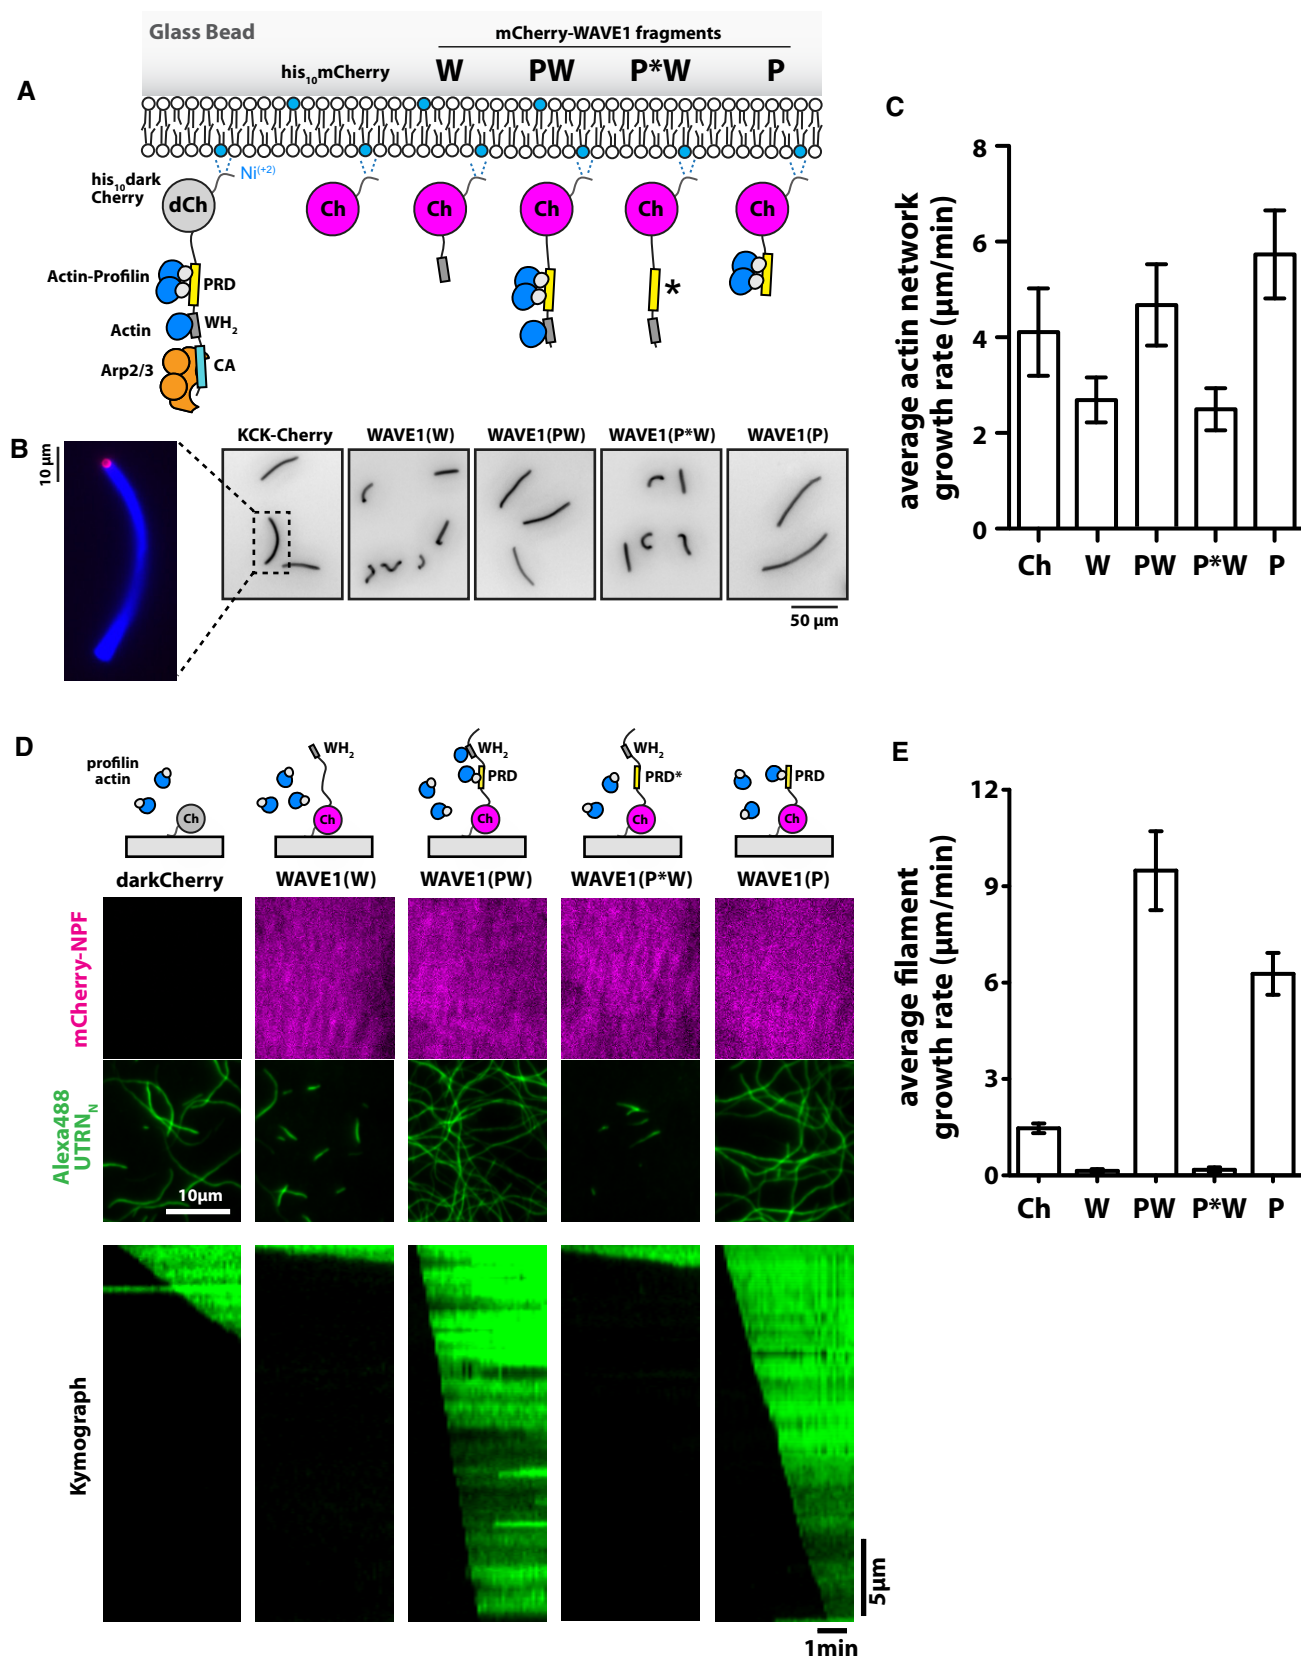 A
Glass Bead
mCherry-WAVE1 fragments
his10mCherry
W
PW
P*W
P
Ni(+2)
his10dark
Cherry
dCh
Ch
Ch
Ch
Ch
Ch
Actin-Profilin
PRD
*
Actin
WH2
Arp2/3
CA
B
10 µm
KCK-Cherry
WAVE1(W)
WAVE1(PW)
WAVE1(P*W)
WAVE1(P)
50 µm
C
average actin network
growth rate (µm/min)
8
6
4
2
0
Ch
W
PW
P*W
P
D
profilin
actin
Ch
WH2
Ch
WH2
PRD
Ch
WH2
PRD*
Ch
PRD
Ch
darkCherry
WAVE1(W)
WAVE1(PW)
WAVE1(P*W)
WAVE1(P)
mCherry-NPF
Alexa488
UTRNN
10µm
Kymograph
5µm
1min
E
average filament
growth rate (µm/min)
12
9
6
3
0
Ch
W
PW
P*W
P